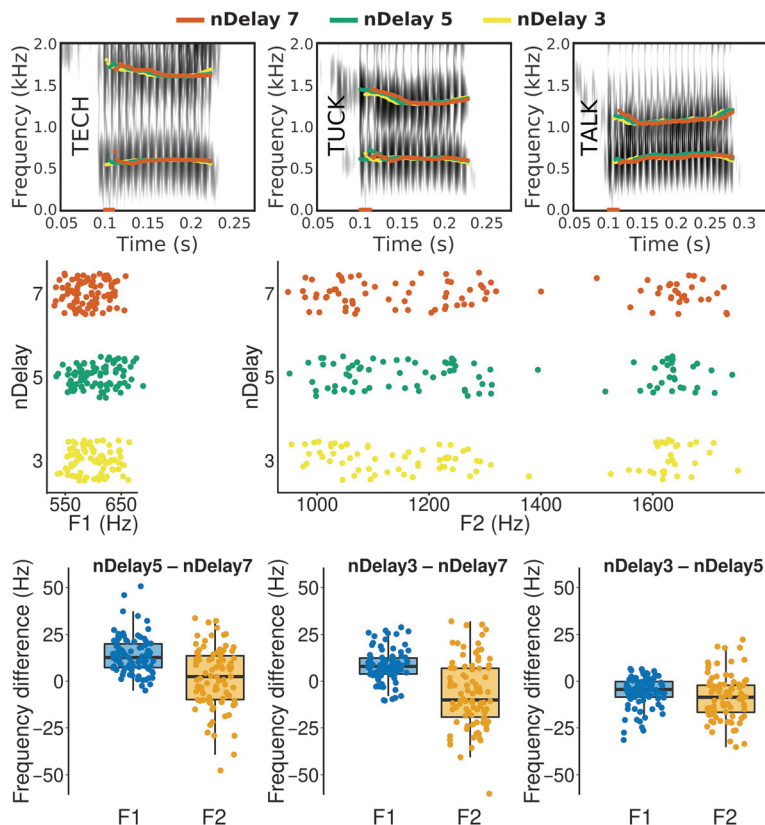 nDelay 7 nDelay 5 nDelay 3
Frequency (kHz)
2.0
1.5
1.0
0.5
0.0
TECH
0.05 0.1 0.15 0.2 0.25
Time (s)
Frequency (kHz)
2.0
1.5
1.0
0.5
0.0
TUCK
0.05 0.1 0.15 0.2 0.25
Time (s)
Frequency (kHz)
2.0
1.5
1.0
0.5
0.0
TALK
0.05 0.1 0.15 0.2 0.25 0.3
Time (s)
nDelay
7
5
3
550 650
F1 (Hz)
nDelay
7
5
3
1000 1200 1400 1600
F2 (Hz)
nDelay5 – nDelay7
Frequency difference (Hz)
50
25
0
−25
−50
F1 F2
nDelay3 – nDelay7
Frequency difference (Hz)
50
25
0
−25
−50
F1 F2
nDelay3 – nDelay5
Frequency difference (Hz)
50
25
0
−25
−50
F1 F2